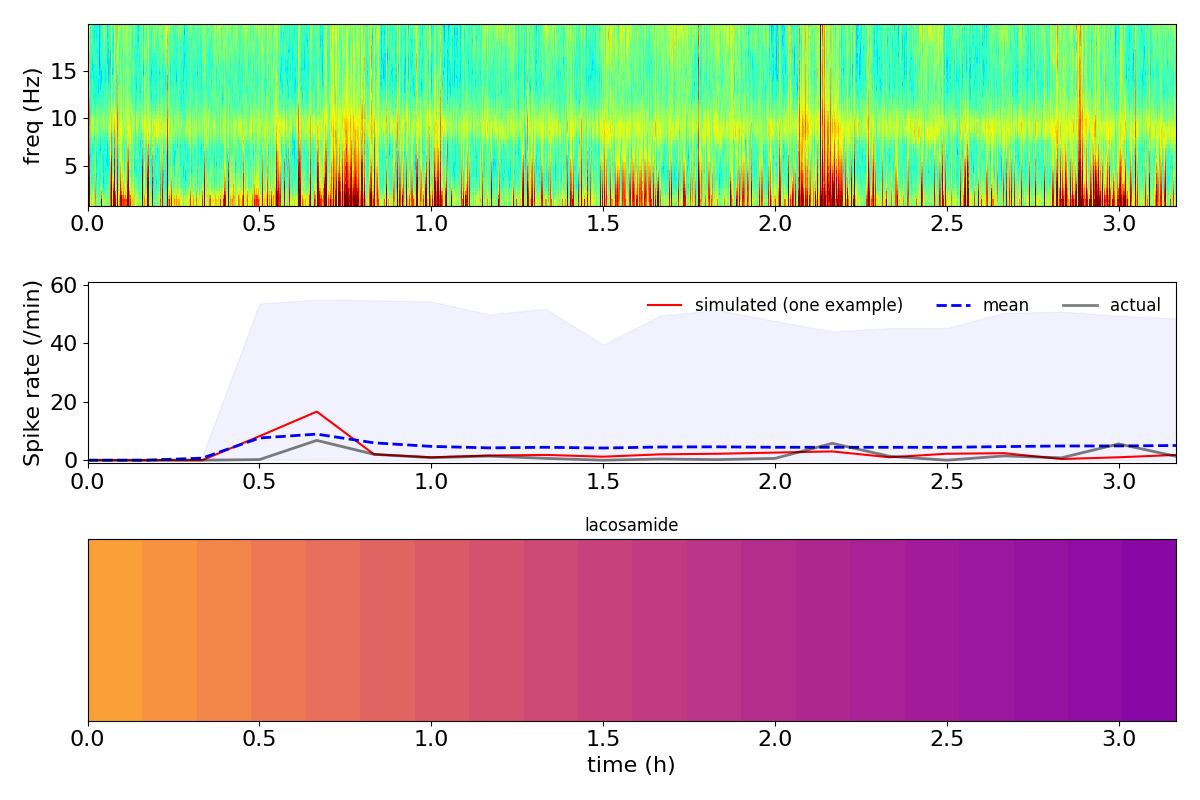 freq (Hz)
15
10
5
0.0 0.5 1.0 1.5 2.0 2.5 3.0
Spike rate (/min)
60
40
20
0
simulated (one example) mean actual
0.0 0.5 1.0 1.5 2.0 2.5 3.0
lacosamide
0.0 0.5 1.0 1.5 2.0 2.5 3.0
time (h)